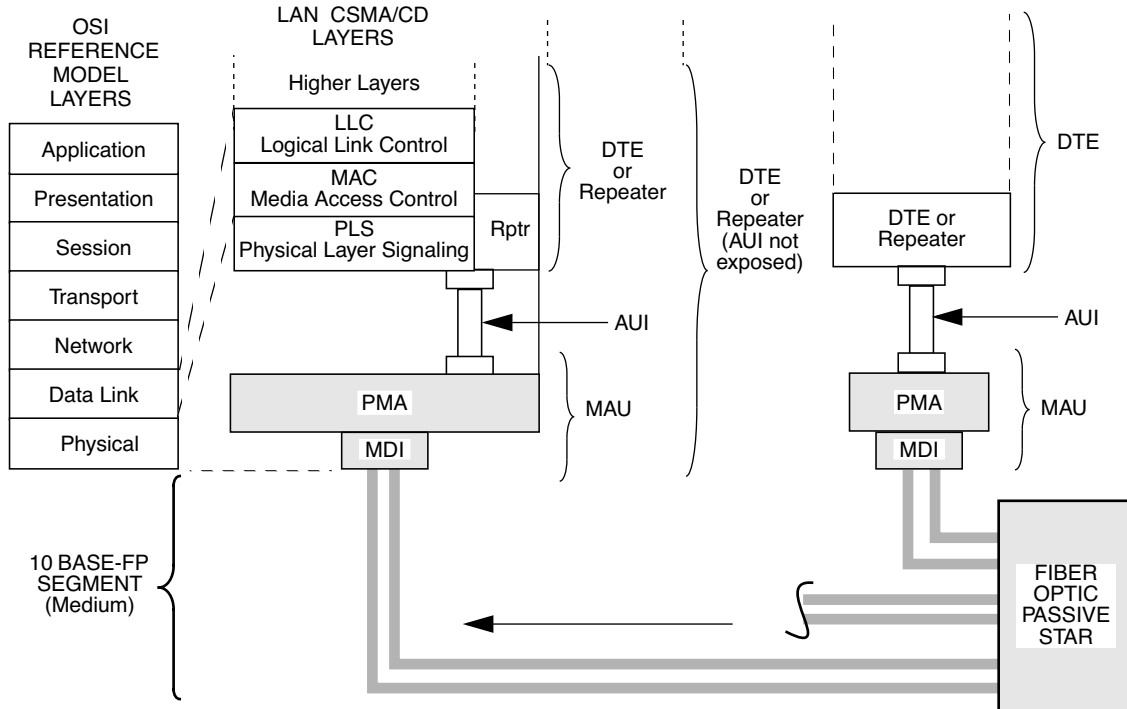 OSI
REFERENCE
MODEL
LAYERS
Application
Presentation
Session
Transport
Network
Data Link
Physical
LAN CSMA/CD
LAYERS
Higher Layers
LLC
Logical Link Control
MAC
Media Access Control
PLS
Physical Layer Signaling
Rptr
DTE
or
Repeater
AUI
PMA
MDI
MAU
DTE
or
Repeater
(AUI not
exposed)
DTE
DTE or
Repeater
AUI
PMA
MDI
MAU
10 BASE-FP
SEGMENT
(Medium)
FIBER
OPTIC
PASSIVE
STAR